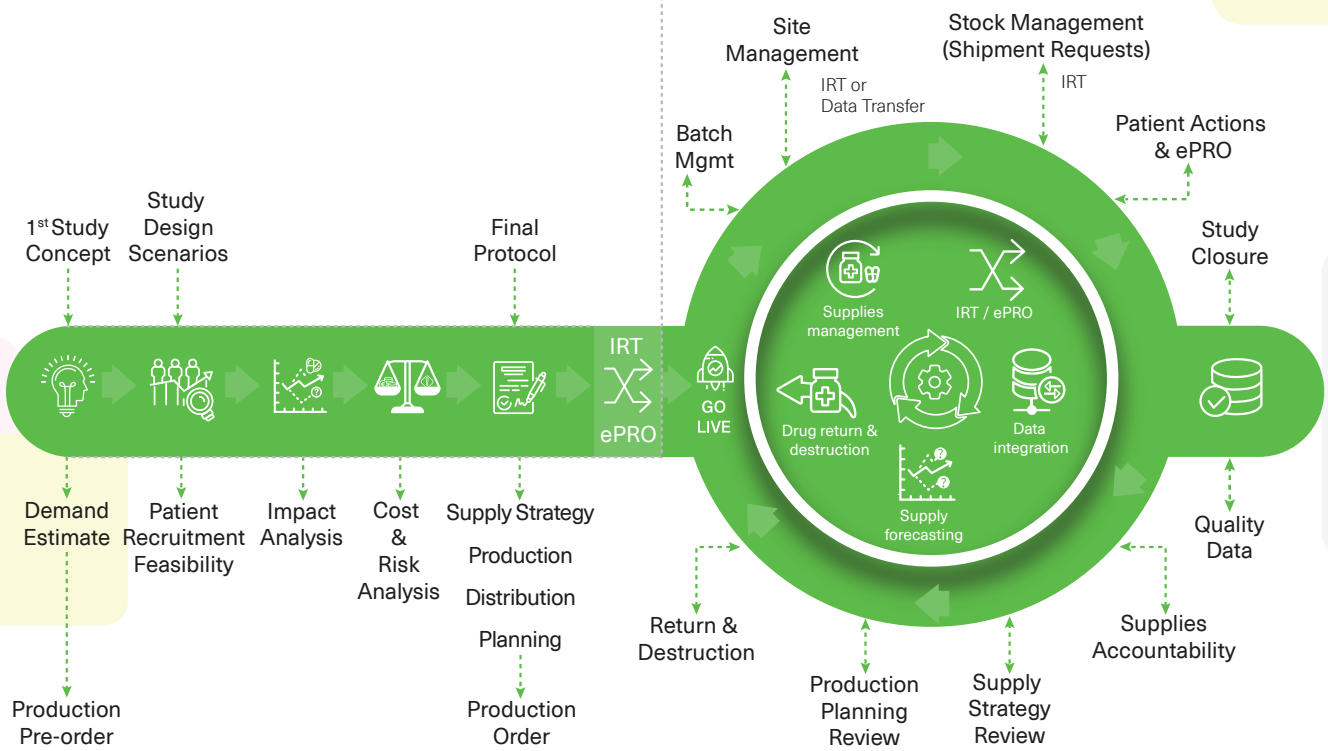 Site
Management
IRT or
Data Transfer
Stock Management
(Shipment Requests)
IRT
Batch
Mgmt
Patient Actions
& ePRO
1st Study
Concept
Study
Design
Scenarios
Final
Protocol
Study
Closure
IRT
ePRO
GO
LIVE
Supplies
management
IRT / ePRO
Drug return &
destruction
Data
integration
Supply
forecasting
Demand
Estimate
Patient
Recruitment
Feasibility
Impact
Analysis
Cost
&
Risk
Analysis
Supply Strategy
Production
Distribution
Planning
Quality
Data
Return &
Destruction
Supplies
Accountability
Production
Pre-order
Production
Order
Production
Planning
Review
Supply
Strategy
Review